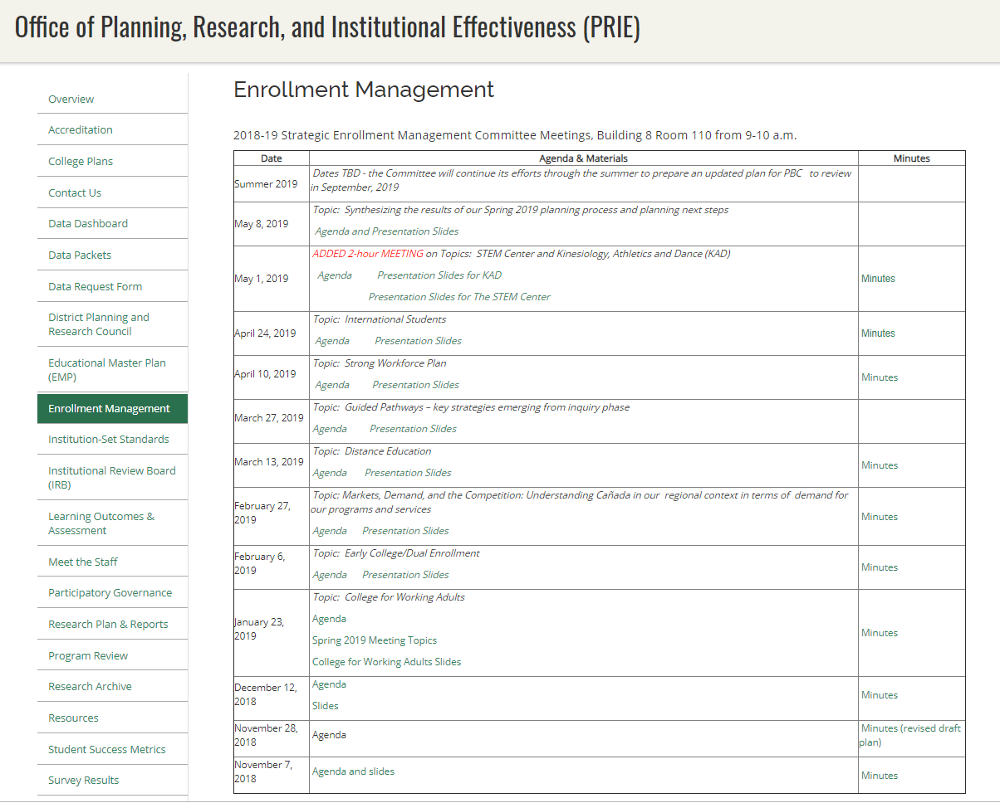 Office of Planning, Research, and Institutional Effectiveness (PRIE)
Overview
Accreditation
College Plans
Contact Us
Data Dashboard
Data Packets
Data Request Form
District Planning and
Research Council
Educational Master Plan
(EMP)
Enrollment Management
Institution-Set Standards
Institutional Review Board
(IRB)
Learning Outcomes &
Assessment
Meet the Staff
Participatory Governance
Research Plan & Reports
Program Review
Research Archive
Resources
Student Success Metrics
Survey Results
Enrollment Management
2018-19 Strategic Enrollment Management Committee Meetings, Building 8 Room 110 from 9-10 a.m.
Date Agenda & Materials Minutes
Summer 2019
Dates TBD - the Committee will continue its efforts through the summer to prepare an updated plan for PBC to review
in September, 2019
May 8, 2019
Topic: Synthesizing the results of our Spring 2019 planning process and planning next steps
Agenda and Presentation Slides
May 1, 2019
ADDED 2-hour MEETING on Topics: STEM Center and Kinesiology, Athletics and Dance (KAD)
Agenda Presentation Slides for KAD
Presentation Slides for The STEM Center
Minutes
April 24, 2019
Topic: International Students
Agenda Presentation Slides
Minutes
April 10, 2019
Topic: Strong Workforce Plan
Agenda Presentation Slides
Minutes
March 27, 2019
Topic: Guided Pathways – key strategies emerging from inquiry phase
Agenda Presentation Slides
March 13, 2019
Topic: Distance Education
Agenda Presentation Slides
Minutes
February 27,
2019
Topic: Markets, Demand, and the Competition: Understanding Cañada in our regional context in terms of demand for
our programs and services
Agenda Presentation Slides
Minutes
February 6,
2019
Topic: Early College/Dual Enrollment
Agenda Presentation Slides
Minutes
January 23,
2019
Topic: College for Working Adults
Agenda
Spring 2019 Meeting Topics
College for Working Adults Slides
Minutes
December 12,
2018
Agenda
Slides
Minutes
November 28,
2018
Agenda
Minutes (revised draft
plan)
November 7,
2018
Agenda and slides
Minutes